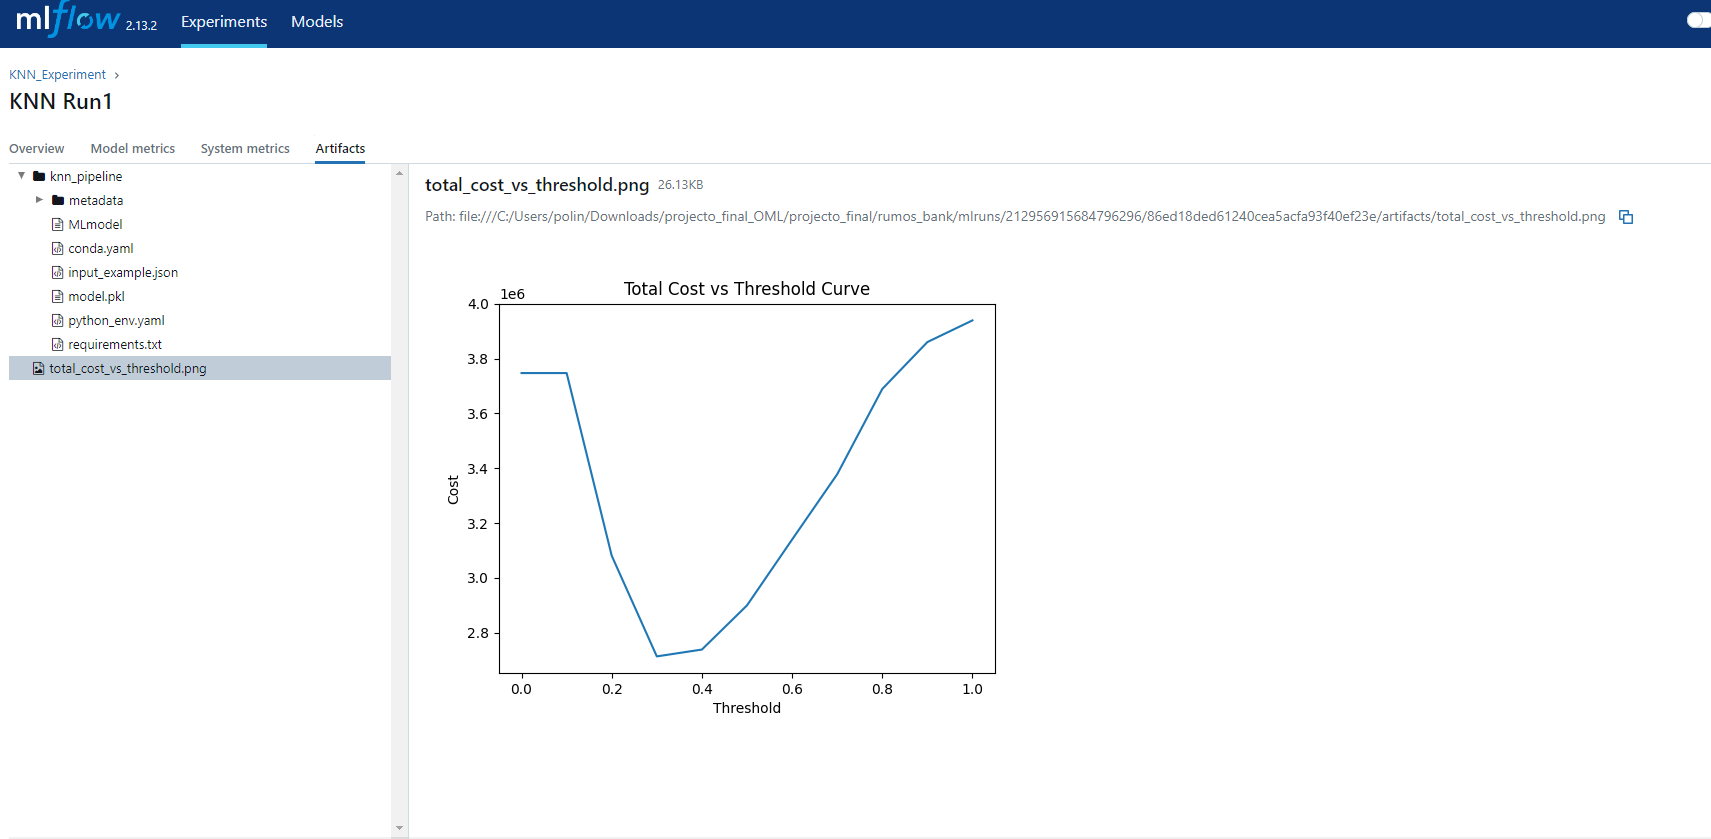 mlflow 2.13.2 Experiments Models
KNN_Experiment
KNN Run1
Overview Model metrics System metrics Artifacts
knn_pipeline
metadata
MLmodel
conda.yaml
input_example.json
model.pkl
python_env.yaml
requirements.txt
total_cost_vs_threshold.png
total_cost_vs_threshold.png 26.13KB
Path: file:///C:/Users/polin/Downloads/projecto_final_OML/projecto_final/rumos_bank/mlruns/212956915684796296/86ed18ded61240cea5acfa93f40ef23e/artifacts/total_cost_vs_threshold.png
Total Cost vs Threshold Curve
1e6
4.0
3.8
3.6
3.4
3.2
3.0
2.8
Cost
0.0 0.2 0.4 0.6 0.8 1.0
Threshold